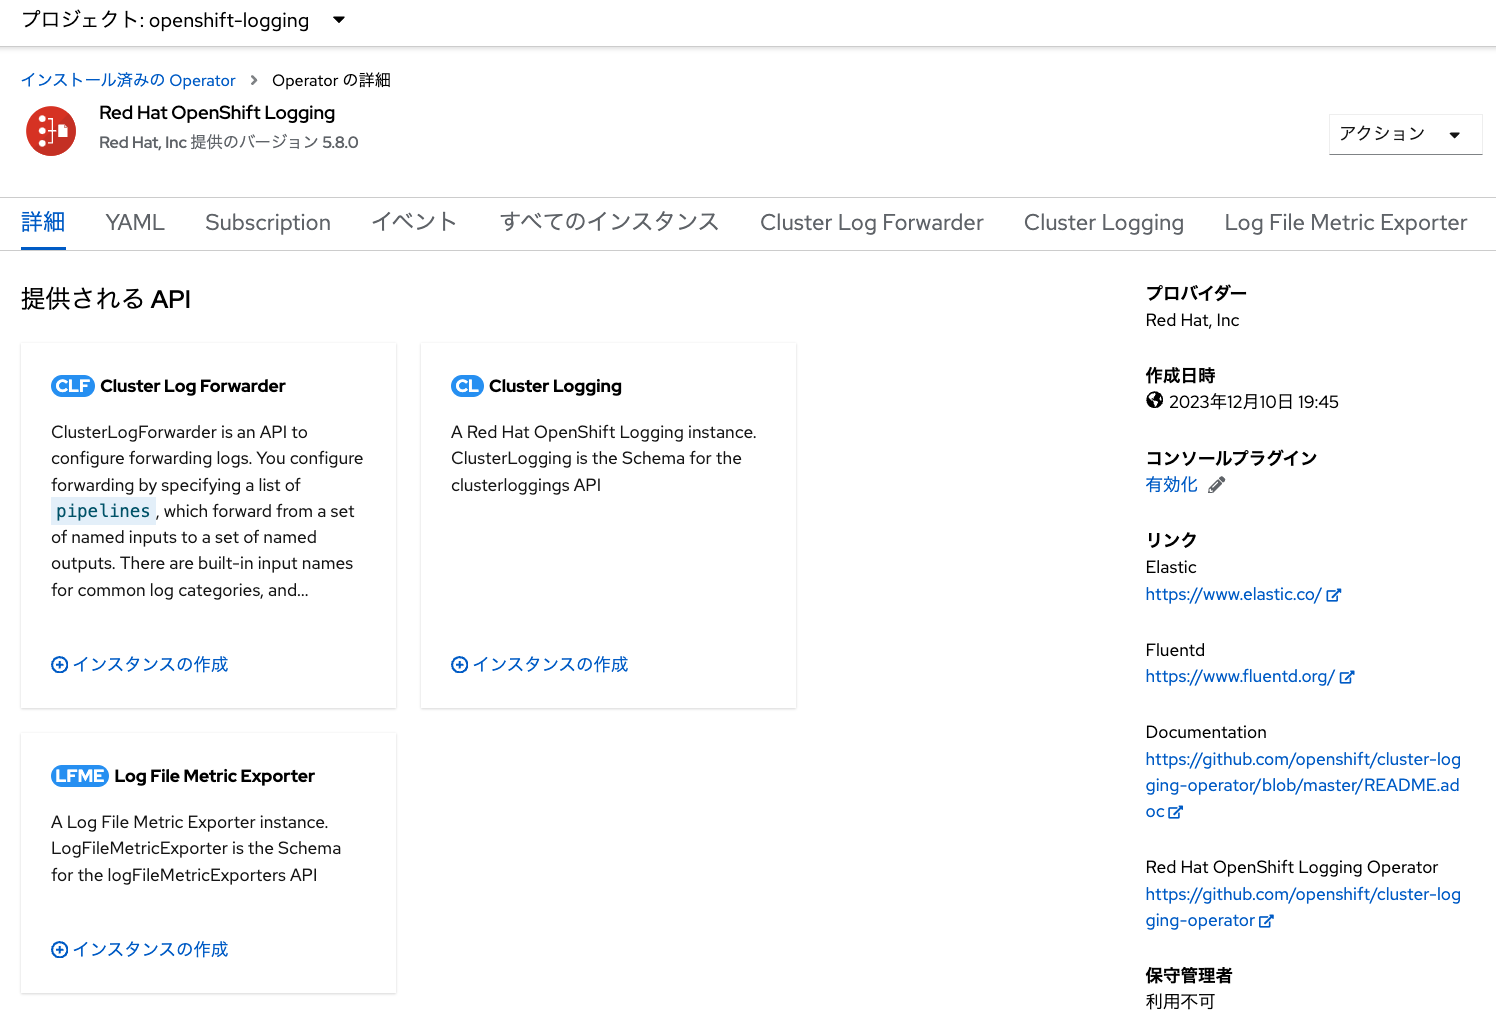 プロジェクト: openshift-logging
インストール済みの Operator > Operator の詳細
Red Hat OpenShift Logging
Red Hat, Inc 提供のバージョン 5.8.0
アクション
詳細 YAML Subscription イベント すべてのインスタンス Cluster Log Forwarder Cluster Logging Log File Metric Exporter
提供される API
CLF Cluster Log Forwarder
ClusterLogForwarder is an API to
configure forwarding logs. You configure
forwarding by specifying a list of
pipelines, which forward from a set
of named inputs to a set of named
outputs. There are built-in input names
for common log categories, and...
インスタンスの作成
CL Cluster Logging
A Red Hat OpenShift Logging instance.
ClusterLogging is the Schema for the
clusterloggings API
インスタンスの作成
LFME Log File Metric Exporter
A Log File Metric Exporter instance.
LogFileMetricExporter is the Schema
for the logFileMetricExporters API
インスタンスの作成
プロバイダー
Red Hat, Inc
作成日時
2023年12月10日 19:45
コンソールプラグイン
有効化
リンク
Elastic
https://www.elastic.co/
Fluentd
https://www.fluentd.org/
Documentation
https://github.com/openshift/cluster-log
ging-operator/blob/master/README.ad
oc
Red Hat OpenShift Logging Operator
https://github.com/openshift/cluster-log
ging-operator
保守管理者
利用不可